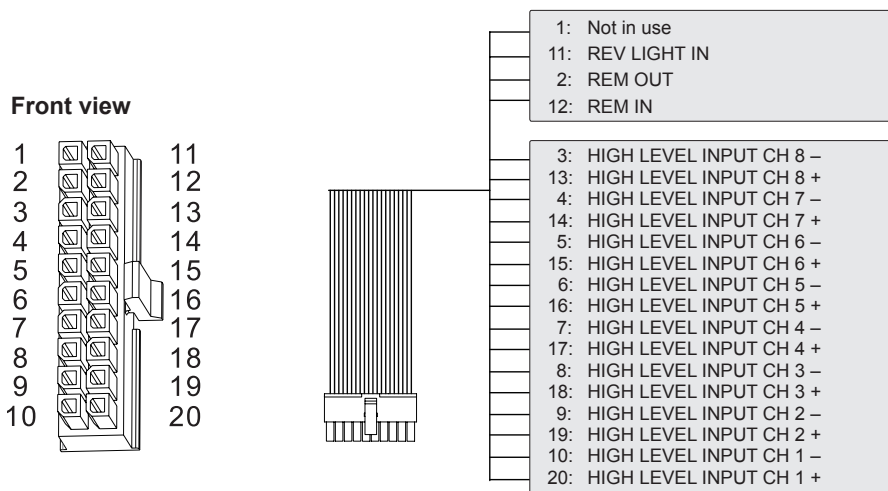 Front view
1 11
2 12
3 13
4 14
5 15
6 16
7 17
8 18
9 19
10 20
1: Not in use
11: REV LIGHT IN
2: REM OUT
12: REM IN
3: HIGH LEVEL INPUT CH 8 –
13: HIGH LEVEL INPUT CH 8 +
4: HIGH LEVEL INPUT CH 7 –
14: HIGH LEVEL INPUT CH 7 +
5: HIGH LEVEL INPUT CH 6 –
15: HIGH LEVEL INPUT CH 6 +
6: HIGH LEVEL INPUT CH 5 –
16: HIGH LEVEL INPUT CH 5 +
7: HIGH LEVEL INPUT CH 4 –
17: HIGH LEVEL INPUT CH 4 +
8: HIGH LEVEL INPUT CH 3 –
18: HIGH LEVEL INPUT CH 3 +
9: HIGH LEVEL INPUT CH 2 –
19: HIGH LEVEL INPUT CH 2 +
10: HIGH LEVEL INPUT CH 1 –
20: HIGH LEVEL INPUT CH 1 +